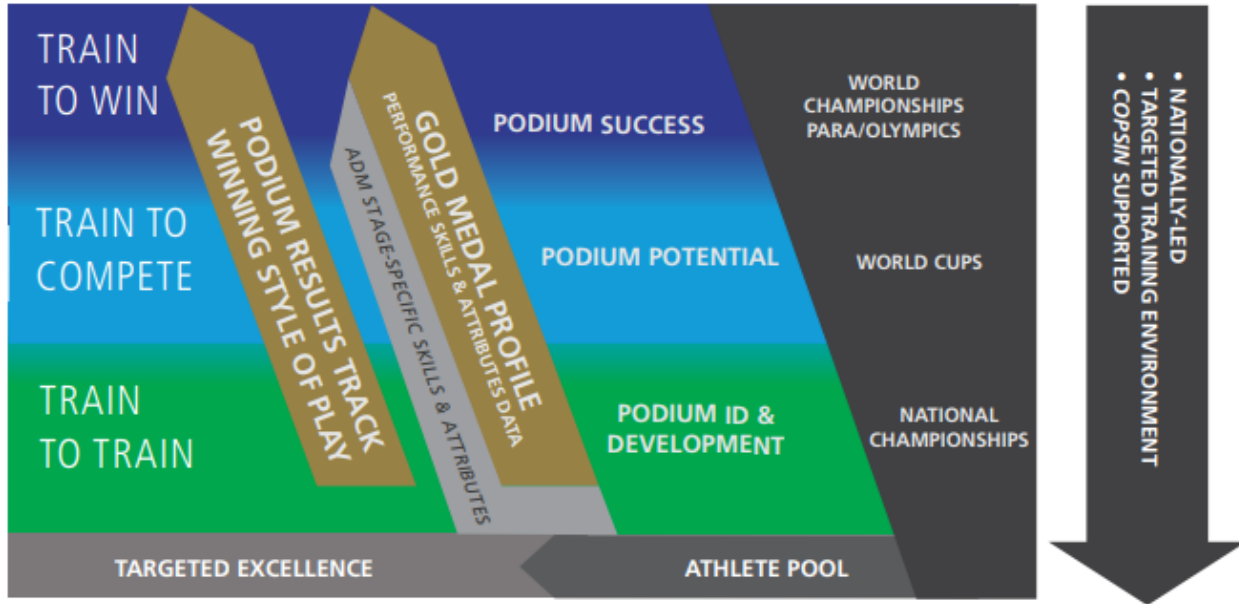 TRAIN
TO WIN
TRAIN TO
COMPETE
TRAIN
TO TRAIN
PODIUM RESULTS TRACK
WINNING STYLE OF PLAY
ADM STAGE-SPECIFIC SKILLS & ATTRIBUTES
GOLD MEDAL PROFILE
PERFORMANCE SKILLS & ATTRIBUTES DATA
PODIUM SUCCESS
PODIUM POTENTIAL
PODIUM ID &
DEVELOPMENT
WORLD
CHAMPIONSHIPS
PARA/OLYMPICS
WORLD CUPS
NATIONAL
CHAMPIONSHIPS
• NATIONALLY-LED
• TARGETED TRAINING ENVIRONMENT
• COPSIN SUPPORTED
TARGETED EXCELLENCE
ATHLETE POOL